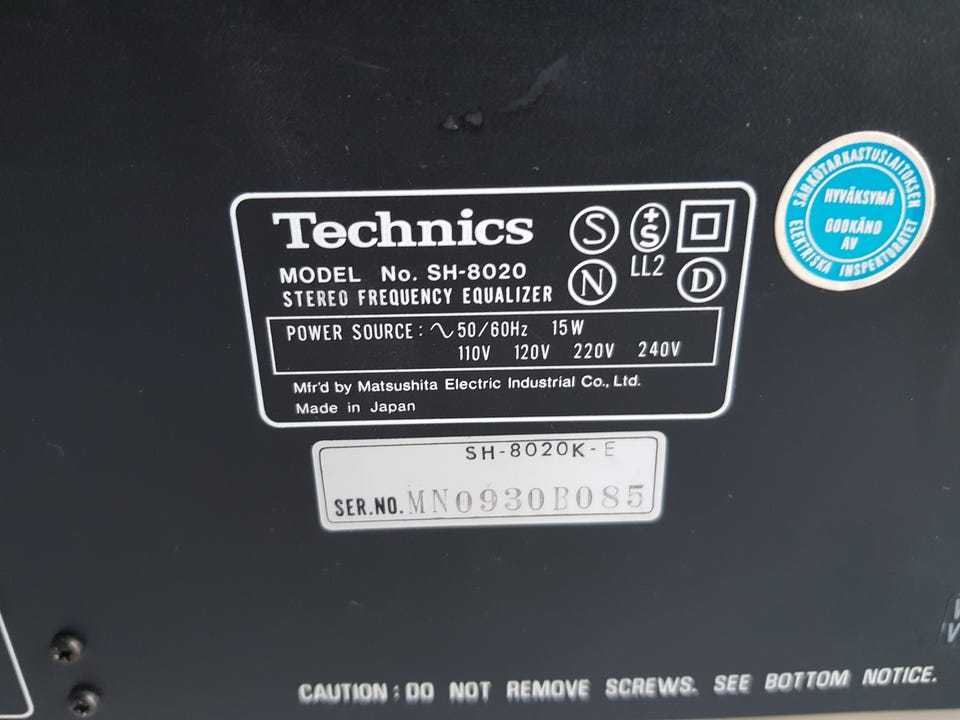 Technics
S +S
N LL2 D
MODEL No. SH-8020
STEREO FREQUENCY EQUALIZER
POWER SOURCE: ∿50/60Hz 15W
110V 120V 220V 240V
Mfr'd by Matsushita Electric Industrial Co., Ltd.
Made in Japan
SH-8020K-E
SER.NO. MN0930B085
SÄHKÖTARKASTUSLAITOKSEN
HYVÄKSYMÄ
GODKÄND
AV
ELEKTRISKA INSPEKTORATET
CAUTION: DO NOT REMOVE SCREWS. SEE BOTTOM NOTICE.